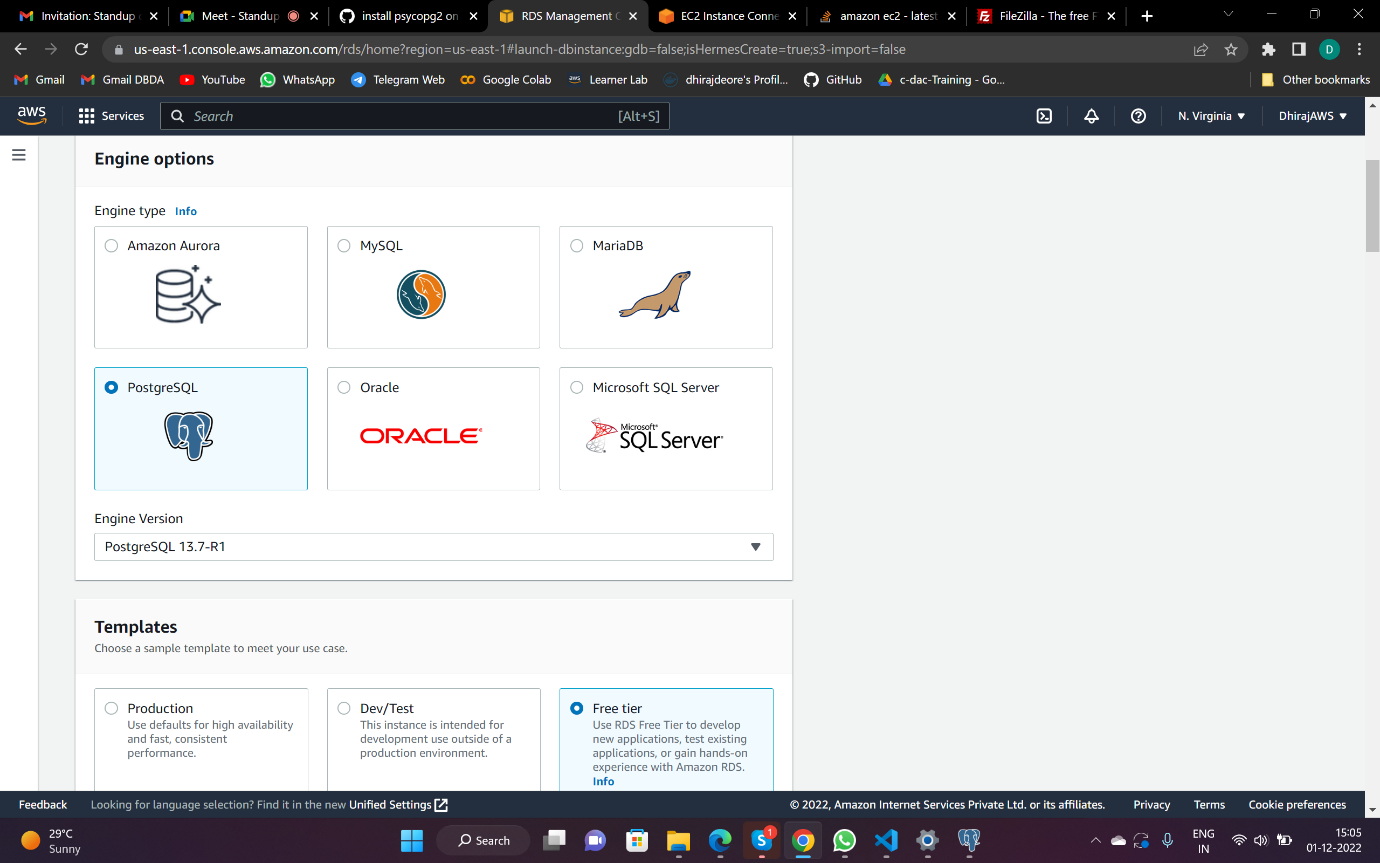 Invitation: Standup
Meet - Standup
install psycopg2 on
RDS Management C
EC2 Instance Conne
amazon ec2 - latest
FileZilla - The free F
us-east-1.console.aws.amazon.com/rds/home?region=us-east-1#launch-dbinstance:gdb=false;isHermesCreate=true;s3-import=false
D
Gmail
Gmail DBDA
YouTube
WhatsApp
Telegram Web
Google Colab
aws
Learner Lab
dhirajdeore's Profil...
GitHub
c-dac-Training - Go...
Other bookmarks
aws
Services
Search
[Alt+S]
N. Virginia
DhirajAWS
Engine options
Engine type Info
Amazon Aurora
MySQL
MariaDB
PostgreSQL
Oracle
ORACLE
Microsoft SQL Server
Microsoft
SQL Server
Engine Version
PostgreSQL 13.7-R1
Templates
Choose a sample template to meet your use case.
Production
Use defaults for high availability
and fast, consistent
performance.
Dev/Test
This instance is intended for
development use outside of a
production environment.
Free tier
Use RDS Free Tier to develop
new applications, test existing
applications, or gain hands-on
experience with Amazon RDS.
Info
Feedback
Looking for language selection? Find it in the new Unified Settings
© 2022, Amazon Internet Services Private Ltd. or its affiliates.
Privacy
Terms
Cookie preferences
29°C
Sunny
Search
S
1
ENG
IN
15:05
01-12-2022